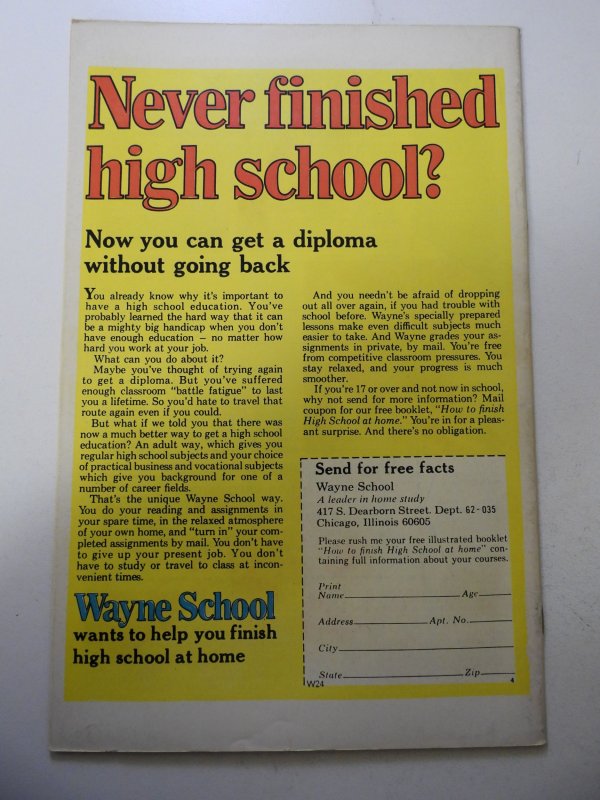 Never finished
high school?
Now you can get a diploma
without going back
You already know why it's important to
have a high school education. You've
probably learned the hard way that it can
be a mighty big handicap when you don't
have enough education – no matter how
hard you work at your job.
What can you do about it?
Maybe you've thought of trying again
to get a diploma. But you've suffered
enough classroom "battle fatigue" to last
you a lifetime. So you'd hate to travel that
route again even if you could.
But what if we told you that there was
now a much better way to get a high school
education? An adult way, which gives you
regular high school subjects and your choice
of practical business and vocational subjects
which give you background for one of a
number of career fields.
That's the unique Wayne School way.
You do your reading and assignments in
your spare time, in the relaxed atmosphere
of your own home, and "turn in" your com-
pleted assignments by mail. You don't have
to give up your present job. You don't
have to study or travel to class at incon-
venient times.
Wayne School
wants to help you finish
high school at home
And you needn't be afraid of dropping
out all over again, if you had trouble with
school before. Wayne's specially prepared
lessons make even difficult subjects much
easier to take. And Wayne grades your as-
signments in private, by mail. You're free
from competitive classroom pressures. You
stay relaxed, and your progress is much
smoother.
If you're 17 or over and not now in school,
why not send for more information? Mail
coupon for our free booklet, "How to finish
High School at home." You're in for a pleas-
ant surprise. And there's no obligation.
Send for free facts
Wayne School
A leader in home study
417 S. Dearborn Street. Dept. 62-035
Chicago, Illinois 60605
Please rush me your free illustrated booklet
"How to finish High School at home" con-
taining full information about your courses.
Print
Name Age
Address Apt. No.
City
State Zip
W24 4